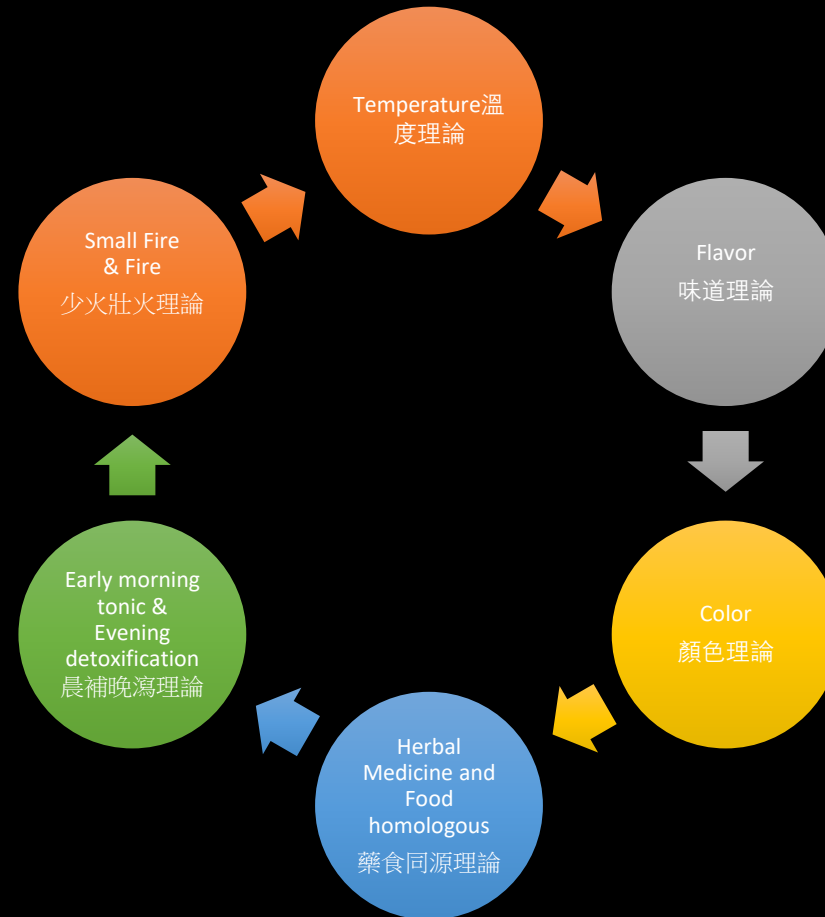 Temperature溫
度理論
Flavor
味道理論
Color
顏色理論
Herbal
Medicine and
Food
homologous
藥食同源理論
Early morning
tonic &
Evening
detoxification
晨補晚瀉理論
Small Fire
& Fire
少火壯火理論